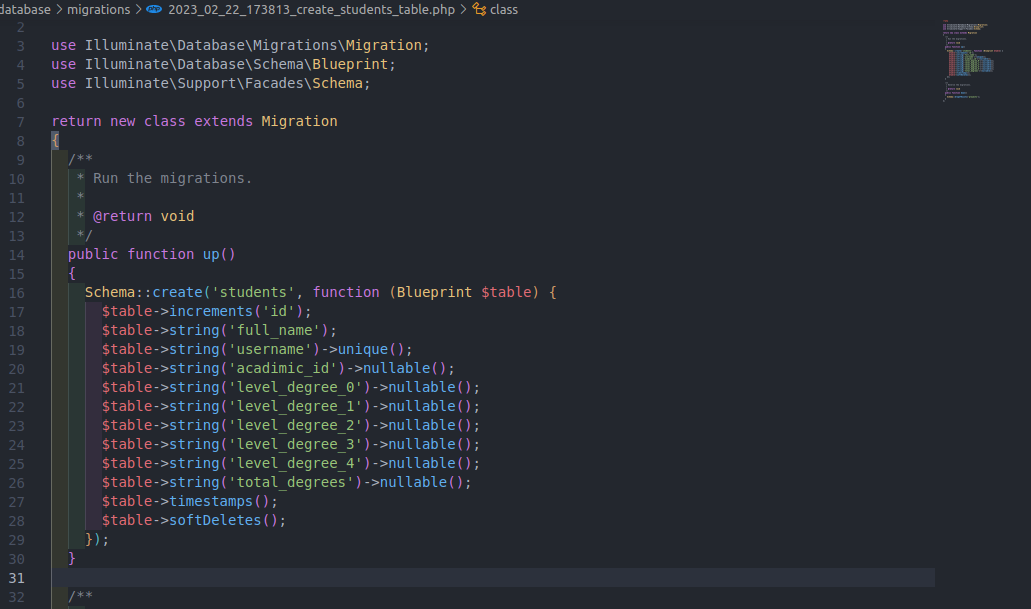 database > migrations > php 2023_02_22_173813_create_students_table.php > class
2
3 use Illuminate\Database\Migrations\Migration;
4 use Illuminate\Database\Schema\Blueprint;
5 use Illuminate\Support\Facades\Schema;
6
7 return new class extends Migration
8 {
9 /**
10 * Run the migrations.
11 *
12 * @return void
13 */
14 public function up()
15 {
16 Schema::create('students', function (Blueprint $table) {
17 $table->increments('id');
18 $table->string('full_name');
19 $table->string('username')->unique();
20 $table->string('acadimic_id')->nullable();
21 $table->string('level_degree_0')->nullable();
22 $table->string('level_degree_1')->nullable();
23 $table->string('level_degree_2')->nullable();
24 $table->string('level_degree_3')->nullable();
25 $table->string('level_degree_4')->nullable();
26 $table->string('total_degrees')->nullable();
27 $table->timestamps();
28 $table->softDeletes();
29 });
30 }
31
32 /**